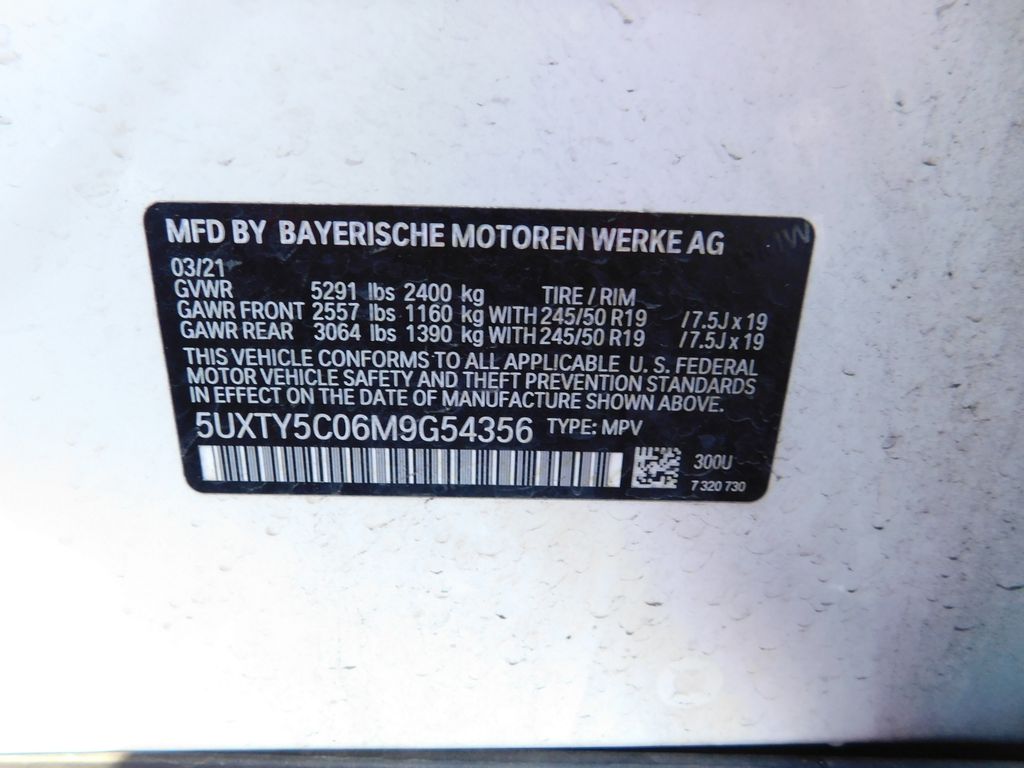 MFD BY BAYERISCHE MOTOREN WERKE AG
03/21
GVWR 5291 lbs 2400 kg TIRE / RIM
GAWR FRONT 2557 lbs 1160 kg WITH 245/50 R19 /7.5J x 19
GAWR REAR 3064 lbs 1390 kg WITH 245/50 R19 /7.5J x 19
THIS VEHICLE CONFORMS TO ALL APPLICABLE U. S. FEDERAL
MOTOR VEHICLE SAFETY AND THEFT PREVENTION STANDARDS
IN EFFECT ON THE DATE OF MANUFACTURE SHOWN ABOVE.
5UXTY5C06M9G54356 TYPE: MPV
300U
7 320 730